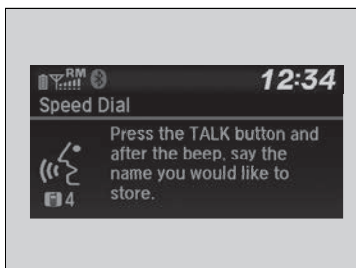 RM 12:34
Speed Dial
Press the TALK button and
after the beep, say the
name you would like to
store.
4